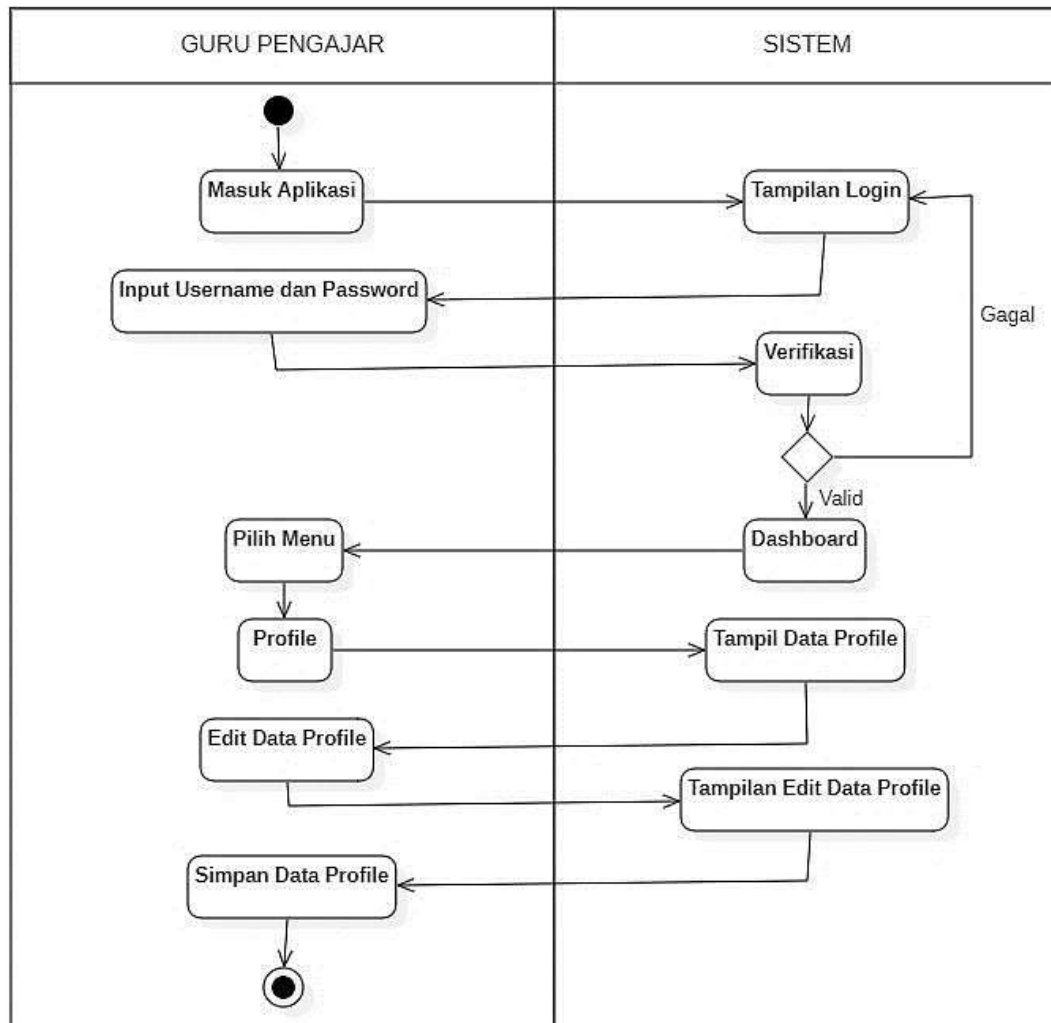 GURU PENGAJAR
SISTEM
Masuk Aplikasi
Tampilan Login
Input Username dan Password
Gagal
Verifikasi
Valid
Pilih Menu
Dashboard
Profile
Tampil Data Profile
Edit Data Profile
Tampilan Edit Data Profile
Simpan Data Profile